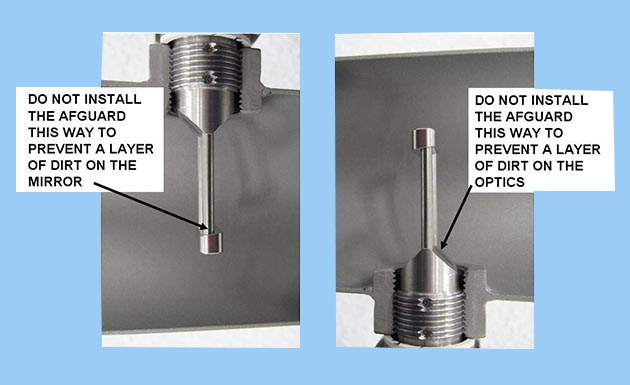 DO NOT INSTALL
THE AFGUARD
THIS WAY TO
PREVENT A LAYER
OF DIRT ON THE
MIRROR
DO NOT INSTALL
THE AFGUARD
THIS WAY TO
PREVENT A LAYER
OF DIRT ON THE
OPTICS